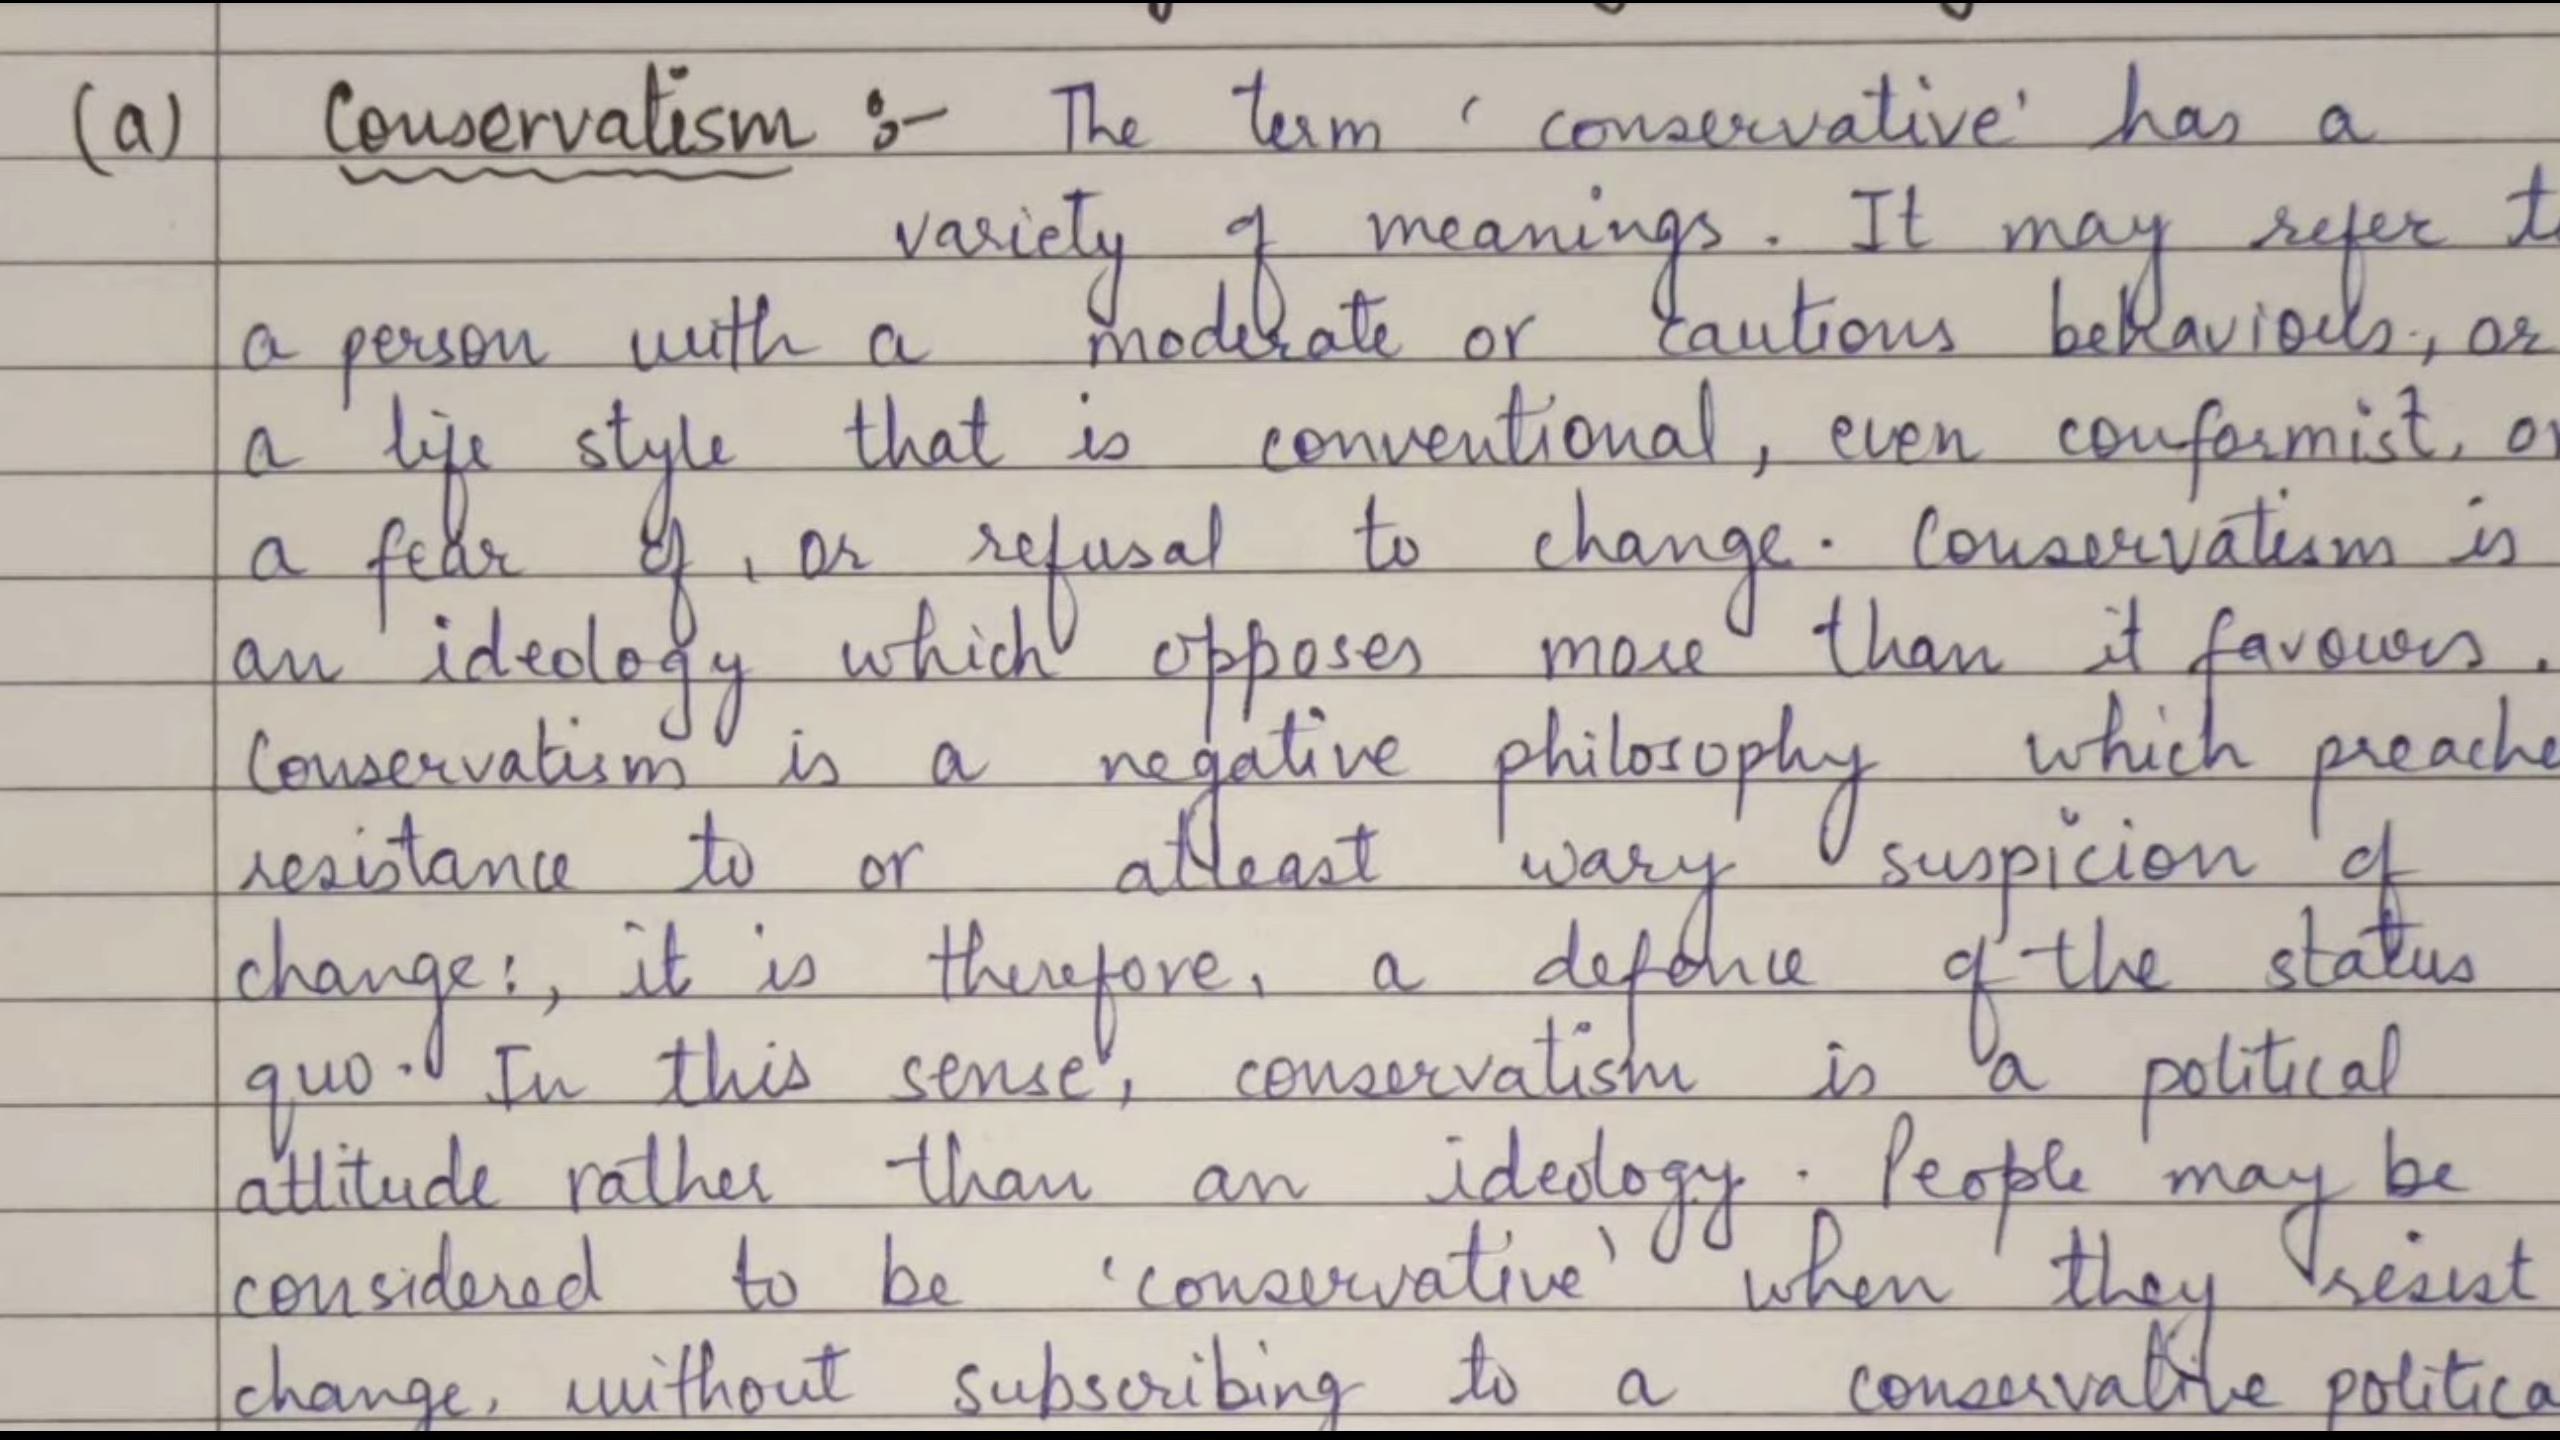 (a) Conservatism :- The term 'conservative' has a
variety of meanings. It may refer t
a person with a moderate or cautious behaviours, or
a life style that is conventional, even conformist, or
a fear of, or refusal to change. Conservatism is
an ideology which opposes more than it favours.
Conservatism is a negative philosophy which preache
resistance to or atleast wary suspicion of
change:, it is therefore, a defence of the status
quo. In this sense, conservatism is a political
attitude rather than an ideology. People may be
considered to be 'conservative' when they resist
change, without subscribing to a conservative politica